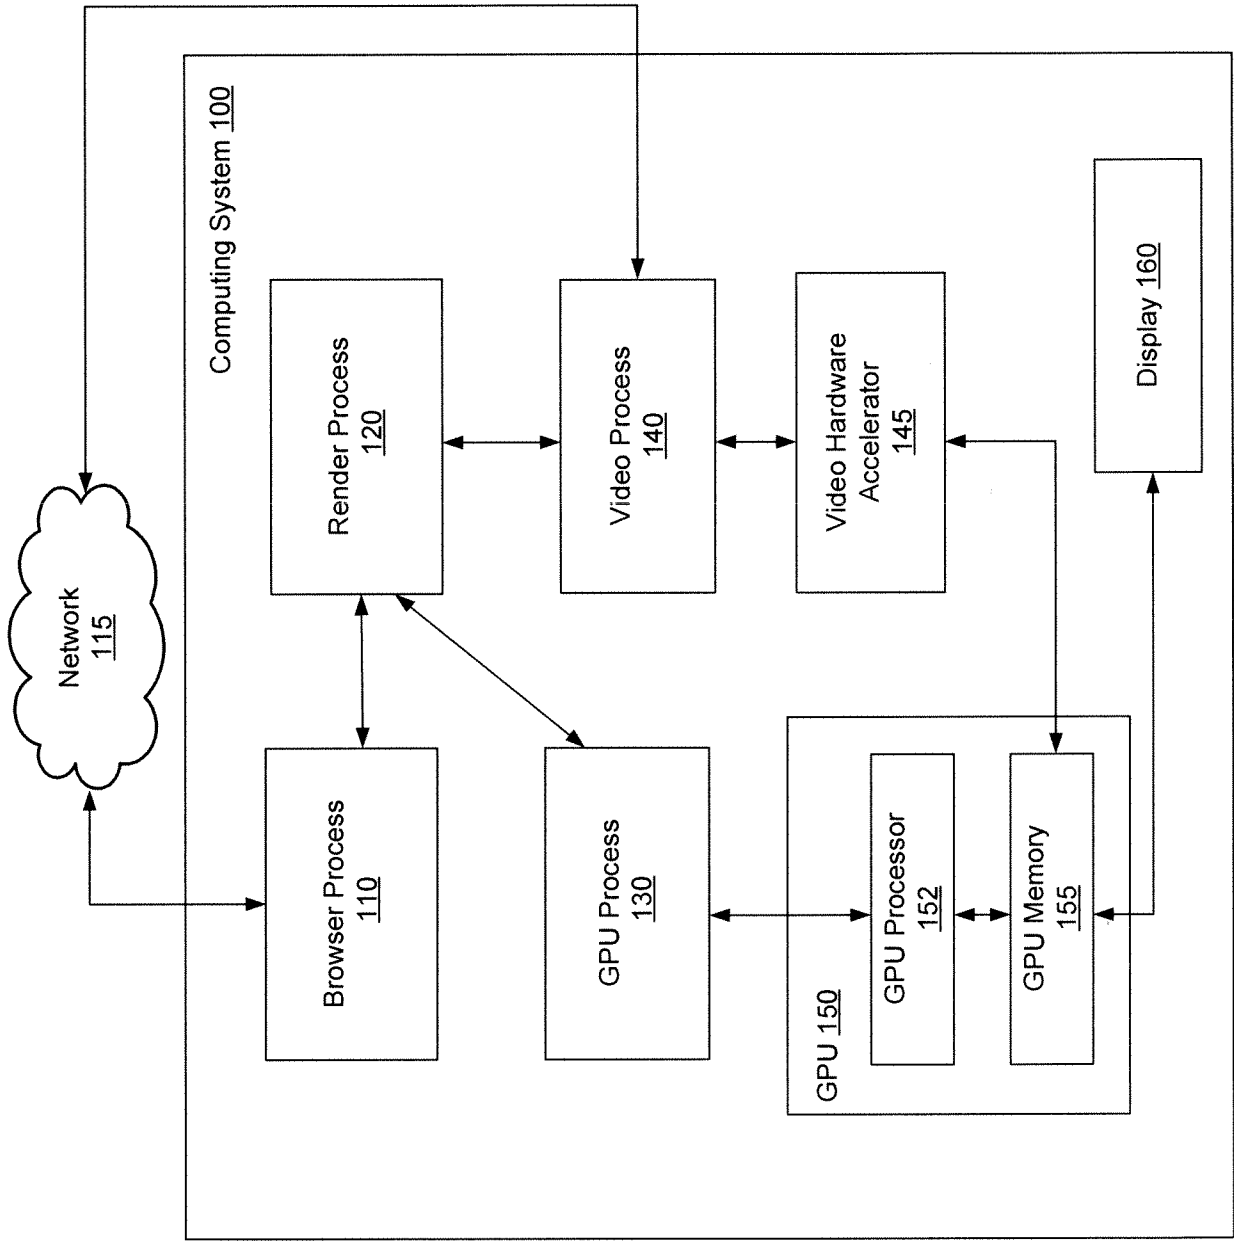 Network
115
Computing System 100
Browser Process
110
Render Process
120
GPU Process
130
Video Process
140
GPU 150
GPU Processor
152
GPU Memory
155
Video Hardware
Accelerator
145
Display 160